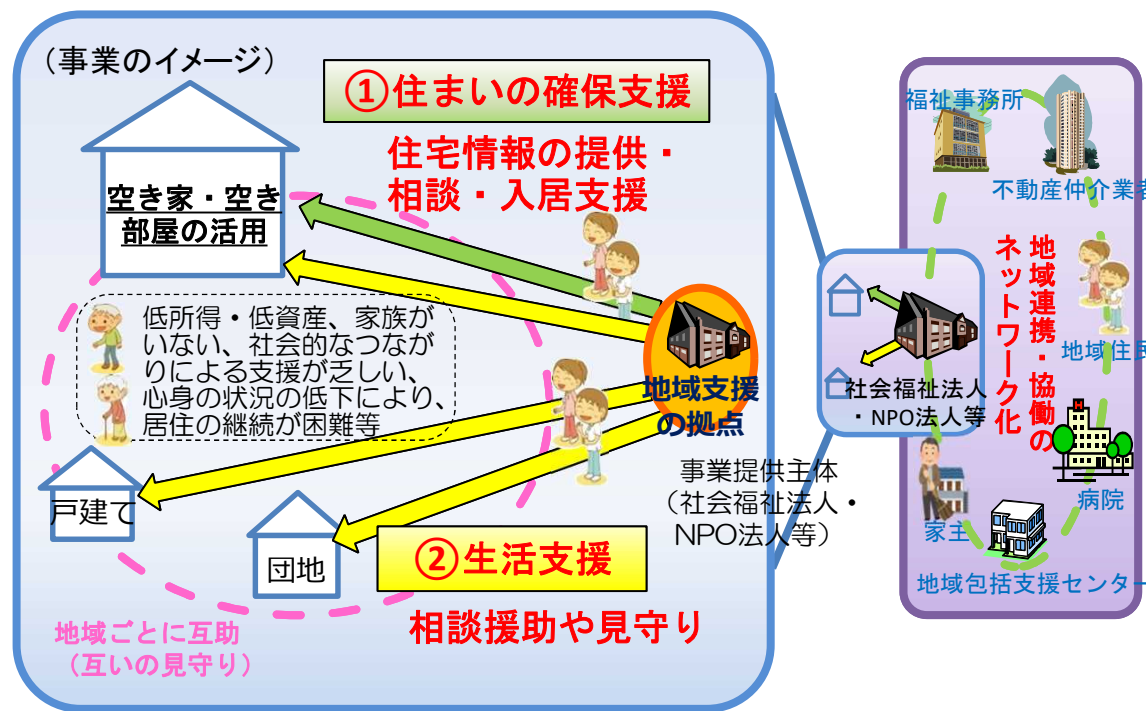 （事業のイメージ）
①住まいの確保支援
住宅情報の提供・
相談・入居支援
空き家・空き
部屋の活用
低所得・低資産、家族が
いない、社会的なつなが
りによる支援が乏しい、
心身の状況の低下により、
居住の継続が困難等
地域支援
の拠点
事業提供主体
（社会福祉法人・
NPO法人等）
戸建て
団地
②生活支援
相談援助や見守り
地域ごとに互助
（互いの見守り）
福祉事務所
不動産仲介業者
地域連携・協働の
ネットワーク化
地域住民
社会福祉法人
・NPO法人等
病院
家主
地域包括支援センター